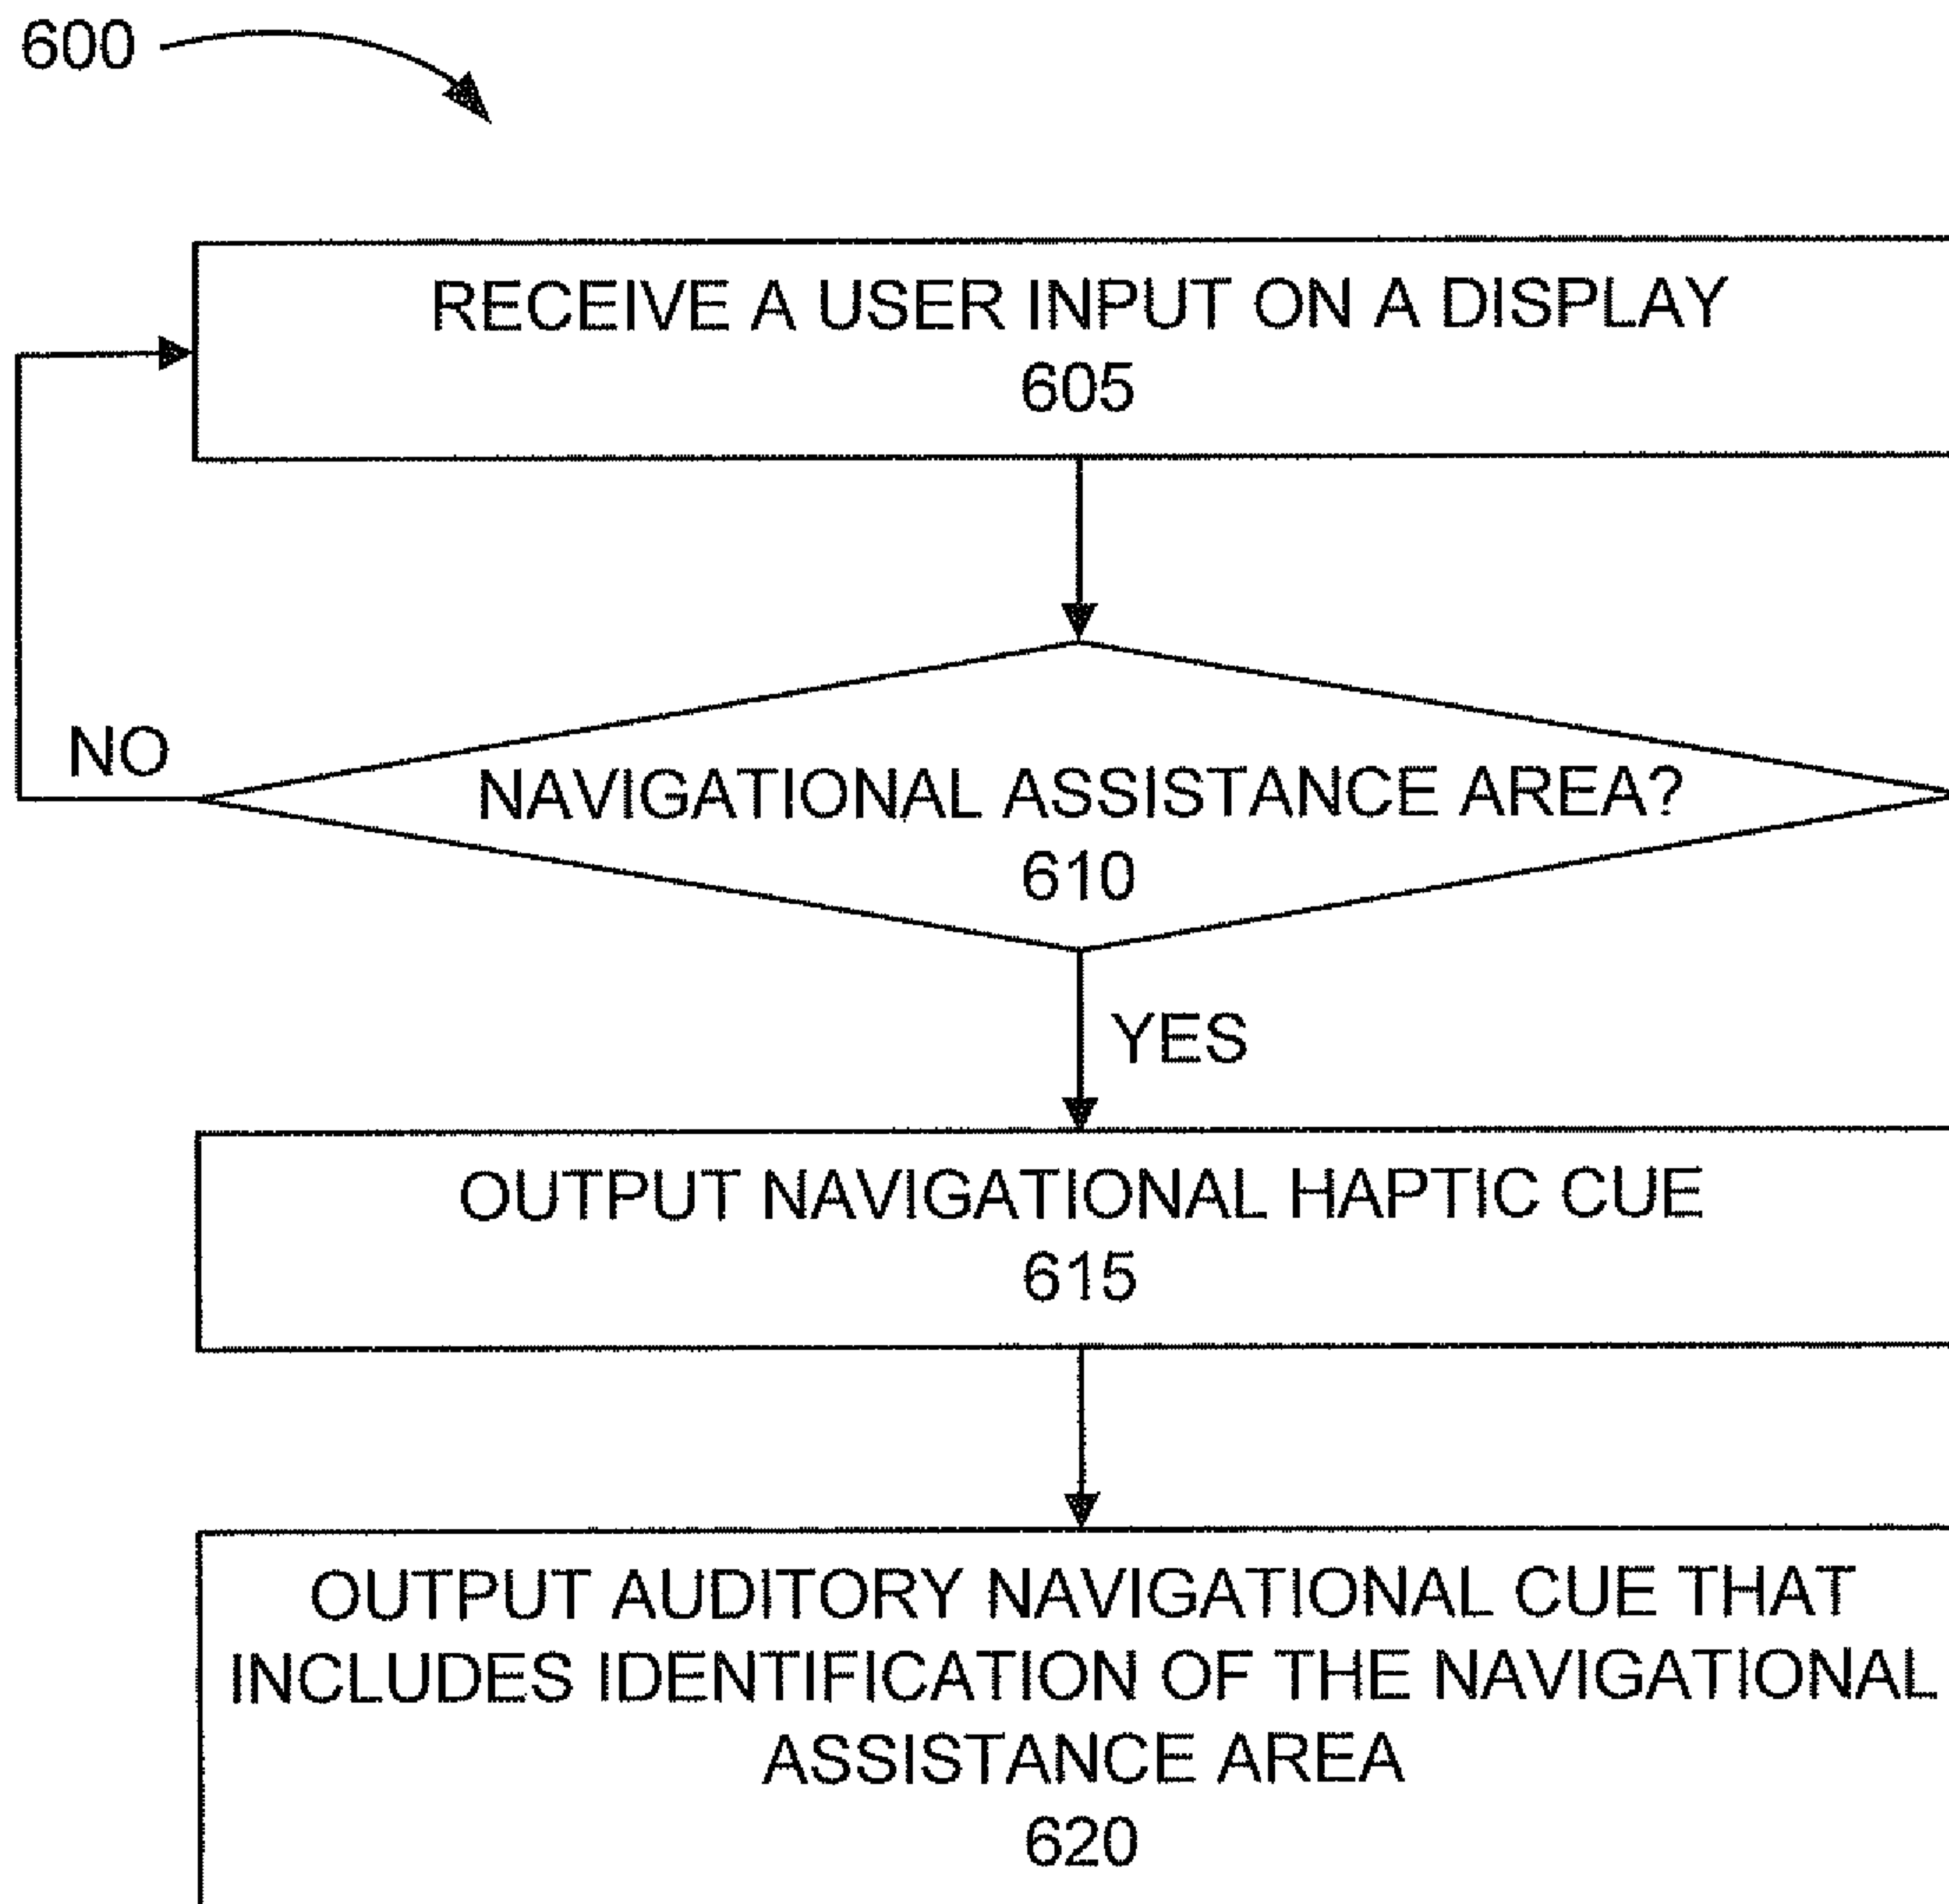 600
RECEIVE A USER INPUT ON A DISPLAY
605
NO
NAVIGATIONAL ASSISTANCE AREA?
610
YES
OUTPUT NAVIGATIONAL HAPTIC CUE
615
OUTPUT AUDITORY NAVIGATIONAL CUE THAT
INCLUDES IDENTIFICATION OF THE NAVIGATIONAL
ASSISTANCE AREA
620